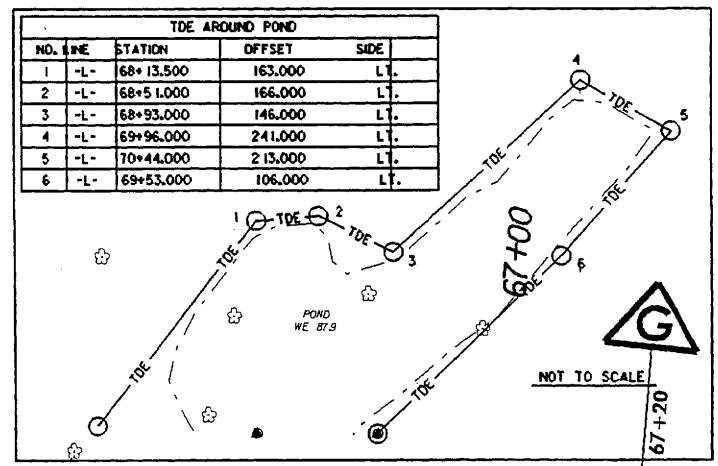 TDE AROUND POND
NO. LINE STATION OFFSET SIDE
1 -L- 68+13.500 163.000 LT.
2 -L- 68+51.000 166.000 LT.
3 -L- 68+93.000 146.000 LT.
4 -L- 69+96.000 241.000 LT.
5 -L- 70+44.000 213.000 LT.
6 -L- 69+53.000 106.000 LT.
4
TDE
5
TDE
TDE
1 TDE 2
TDE
3
TDE
67+00
6
TDE
POND
WE 87.9
G
TDE
NOT TO SCALE
TDE
67+20